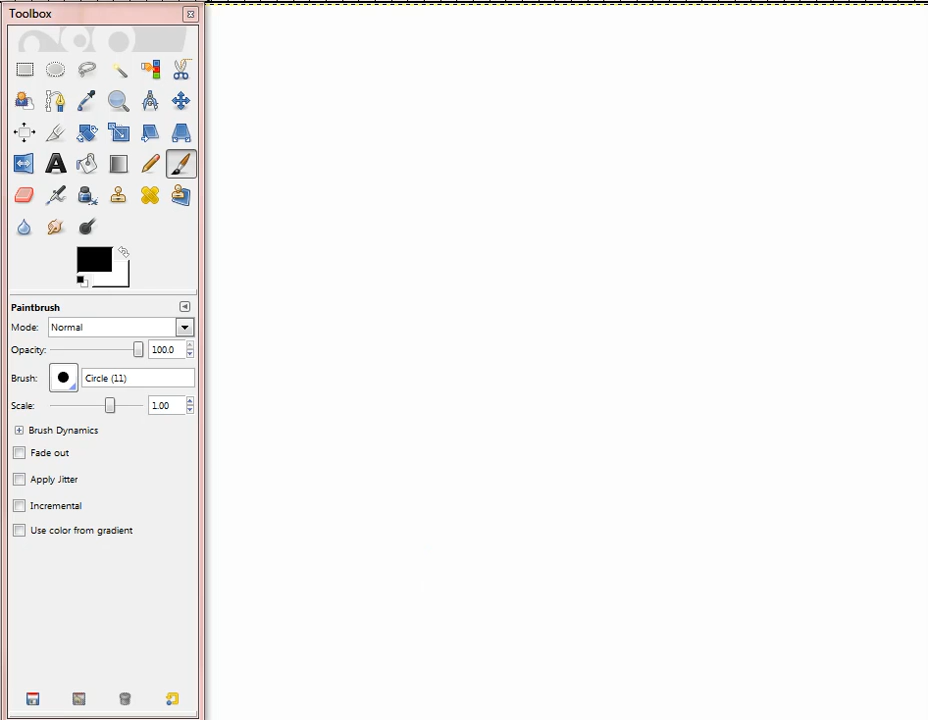 Toolbox
Paintbrush
Mode: Normal
Opacity: 100.0
Brush: Circle (11)
Scale: 1.00
Brush Dynamics
Fade out
Apply Jitter
Incremental
Use color from gradient